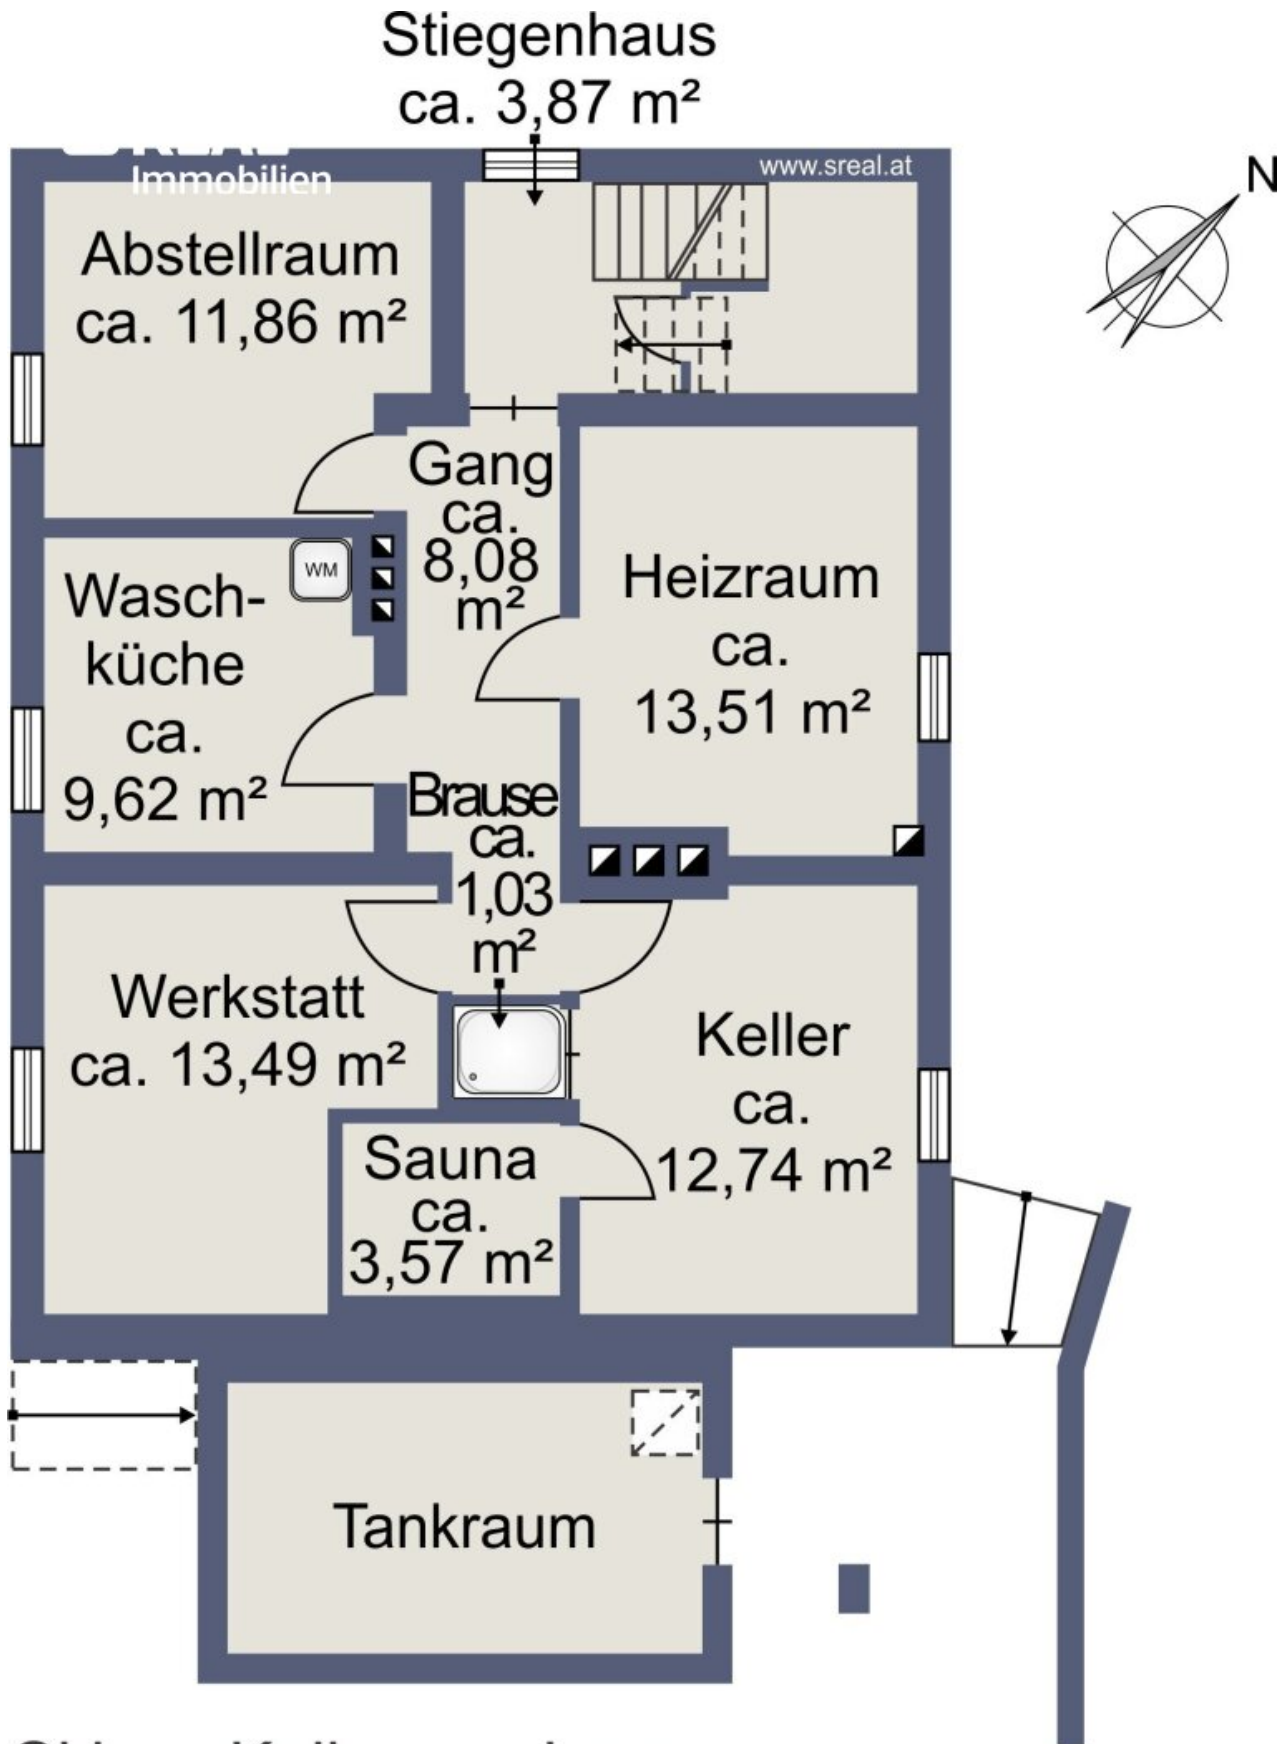 Stiegenhaus
ca. 3,87 m²
Immobilien
www.sreal.at
N
Abstellraum
ca. 11,86 m²
Gang
ca.
8,08
m²
WM
Wasch-
küche
ca.
9,62 m²
Heizraum
ca.
13,51 m²
Brause
ca.
1,03
m²
Werkstatt
ca. 13,49 m²
Keller
ca.
12,74 m²
Sauna
ca.
3,57 m²
Tankraum